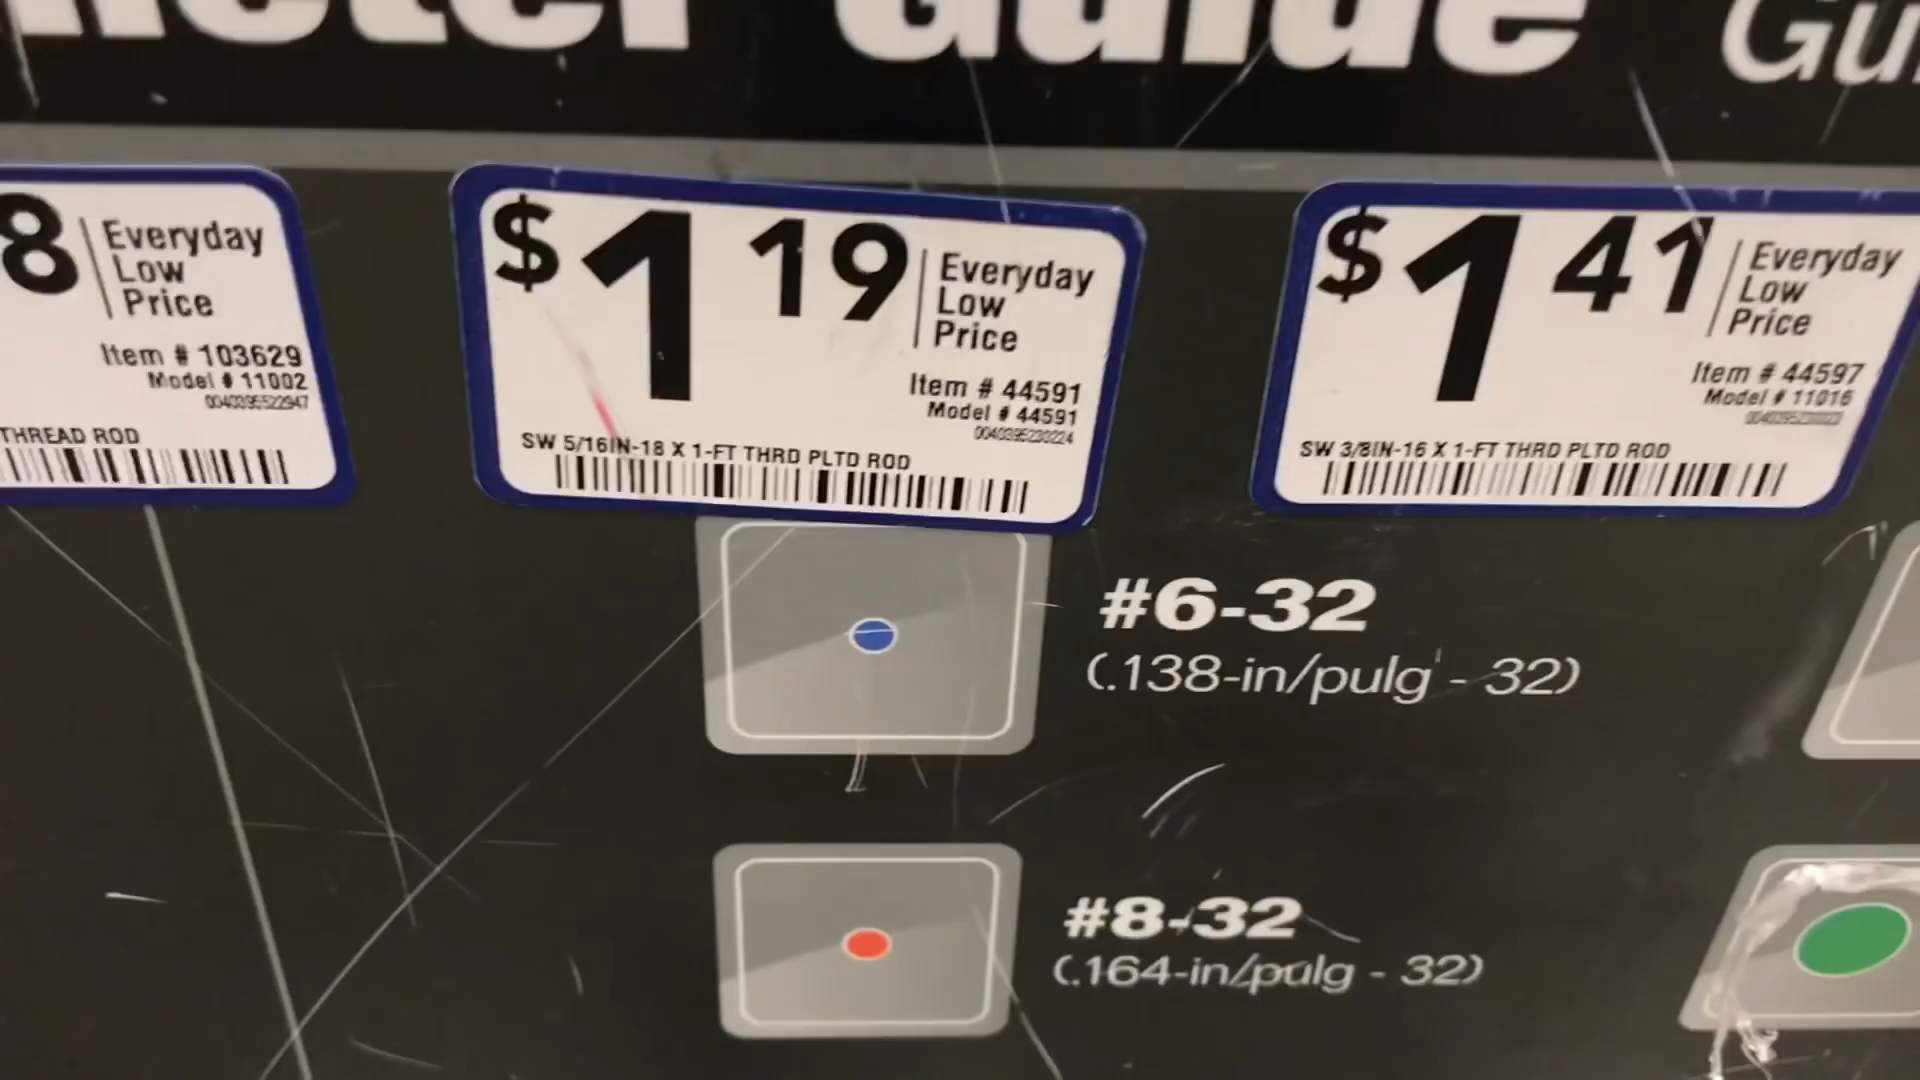 Guide
8 Everyday
Low
Price
Item # 103629
Model # 11002
0040395522947
THREAD ROD
$1 19 Everyday
Low
Price
Item # 44591
Model # 44591
0040395230224
SW 5/16IN-18 X 1-FT THRD PLTD ROD
$1 41 Everyday
Low
Price
Item # 44597
Model # 11016
SW 3/8IN-16 X 1-FT THRD PLTD ROD
#6-32
(.138-in/pulg - 32)
#8-32
(.164-in/pulg - 32)